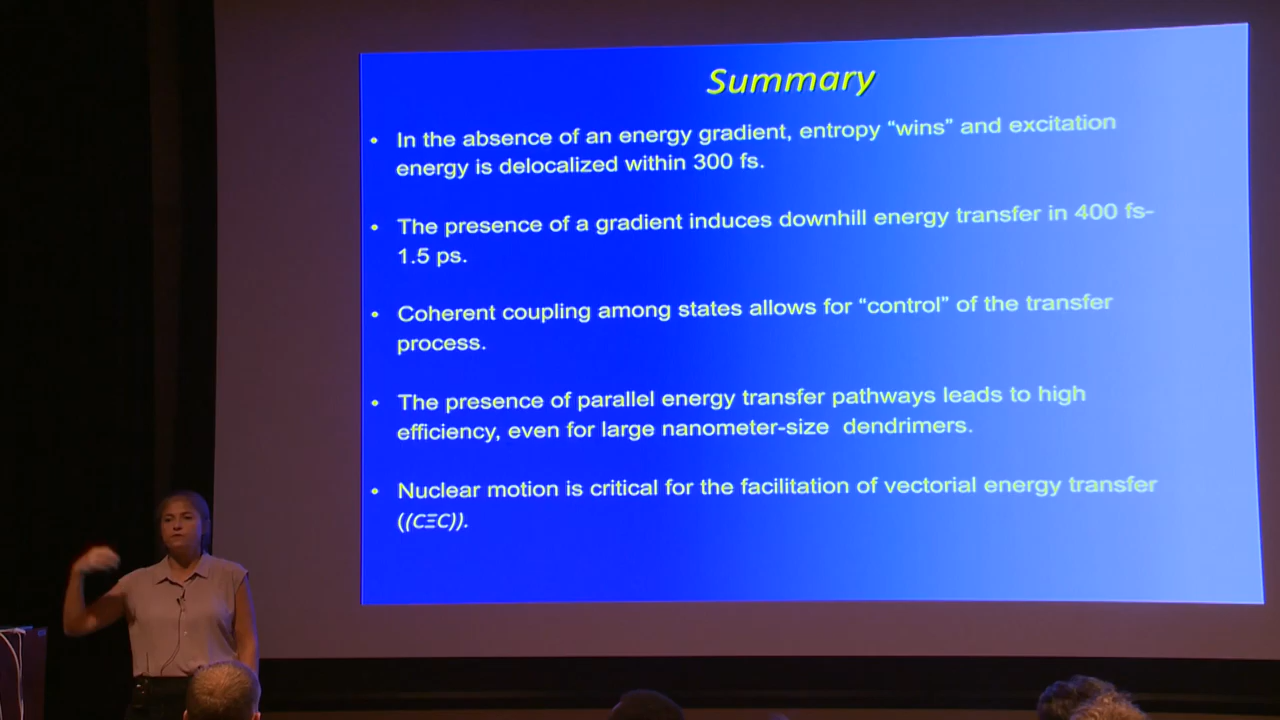 Summary
• In the absence of an energy gradient, entropy “wins” and excitation
energy is delocalized within 300 fs.
• The presence of a gradient induces downhill energy transfer in 400 fs-
1.5 ps.
• Coherent coupling among states allows for “control” of the transfer
process.
• The presence of parallel energy transfer pathways leads to high
efficiency, even for large nanometer-size dendrimers.
• Nuclear motion is critical for the facilitation of vectorial energy transfer
((CΞC)).